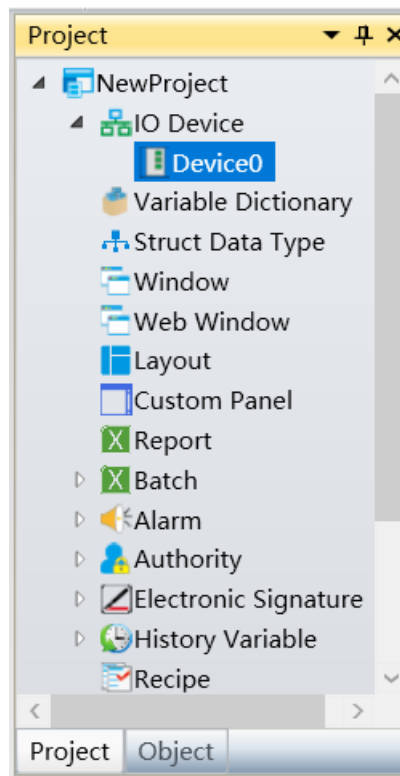 Project
NewProject
IO Device
Device0
Variable Dictionary
Struct Data Type
Window
Web Window
Layout
Custom Panel
Report
Batch
Alarm
Authority
Electronic Signature
History Variable
Recipe
Project Object